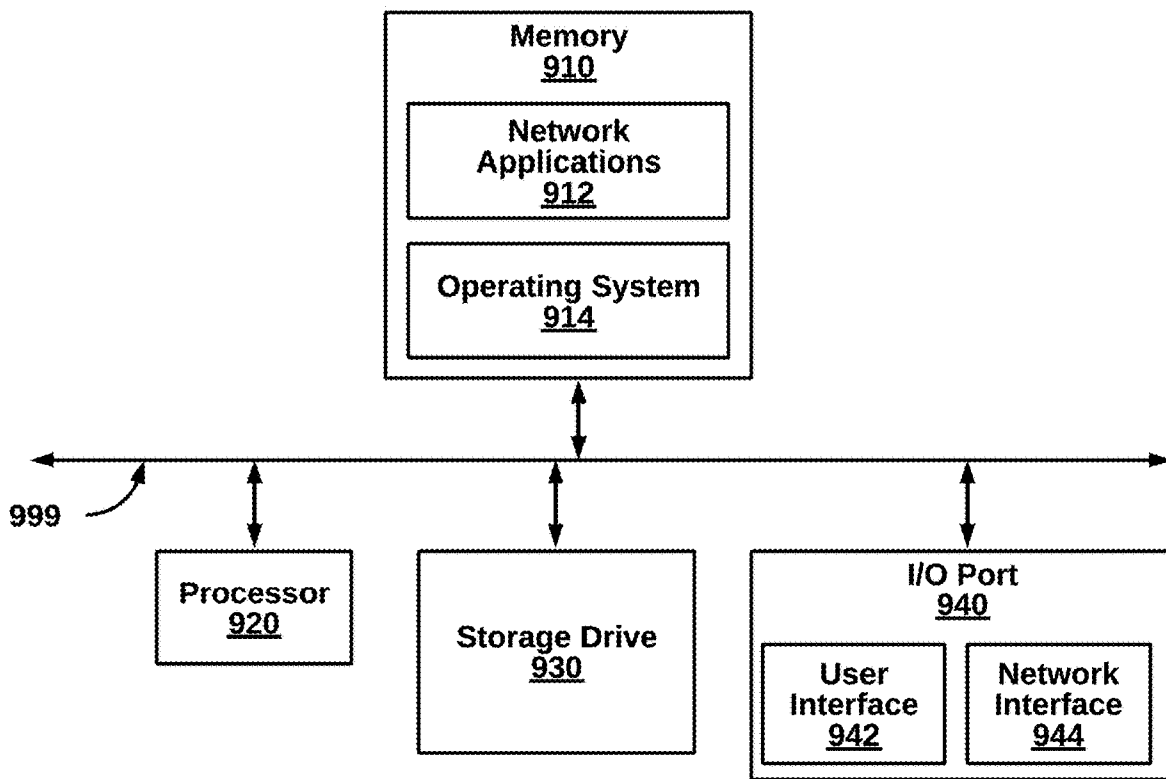 Memory
910
Network
Applications
912
Operating System
914
999
Processor
920
Storage Drive
930
I/O Port
940
User
Interface
942
Network
Interface
944